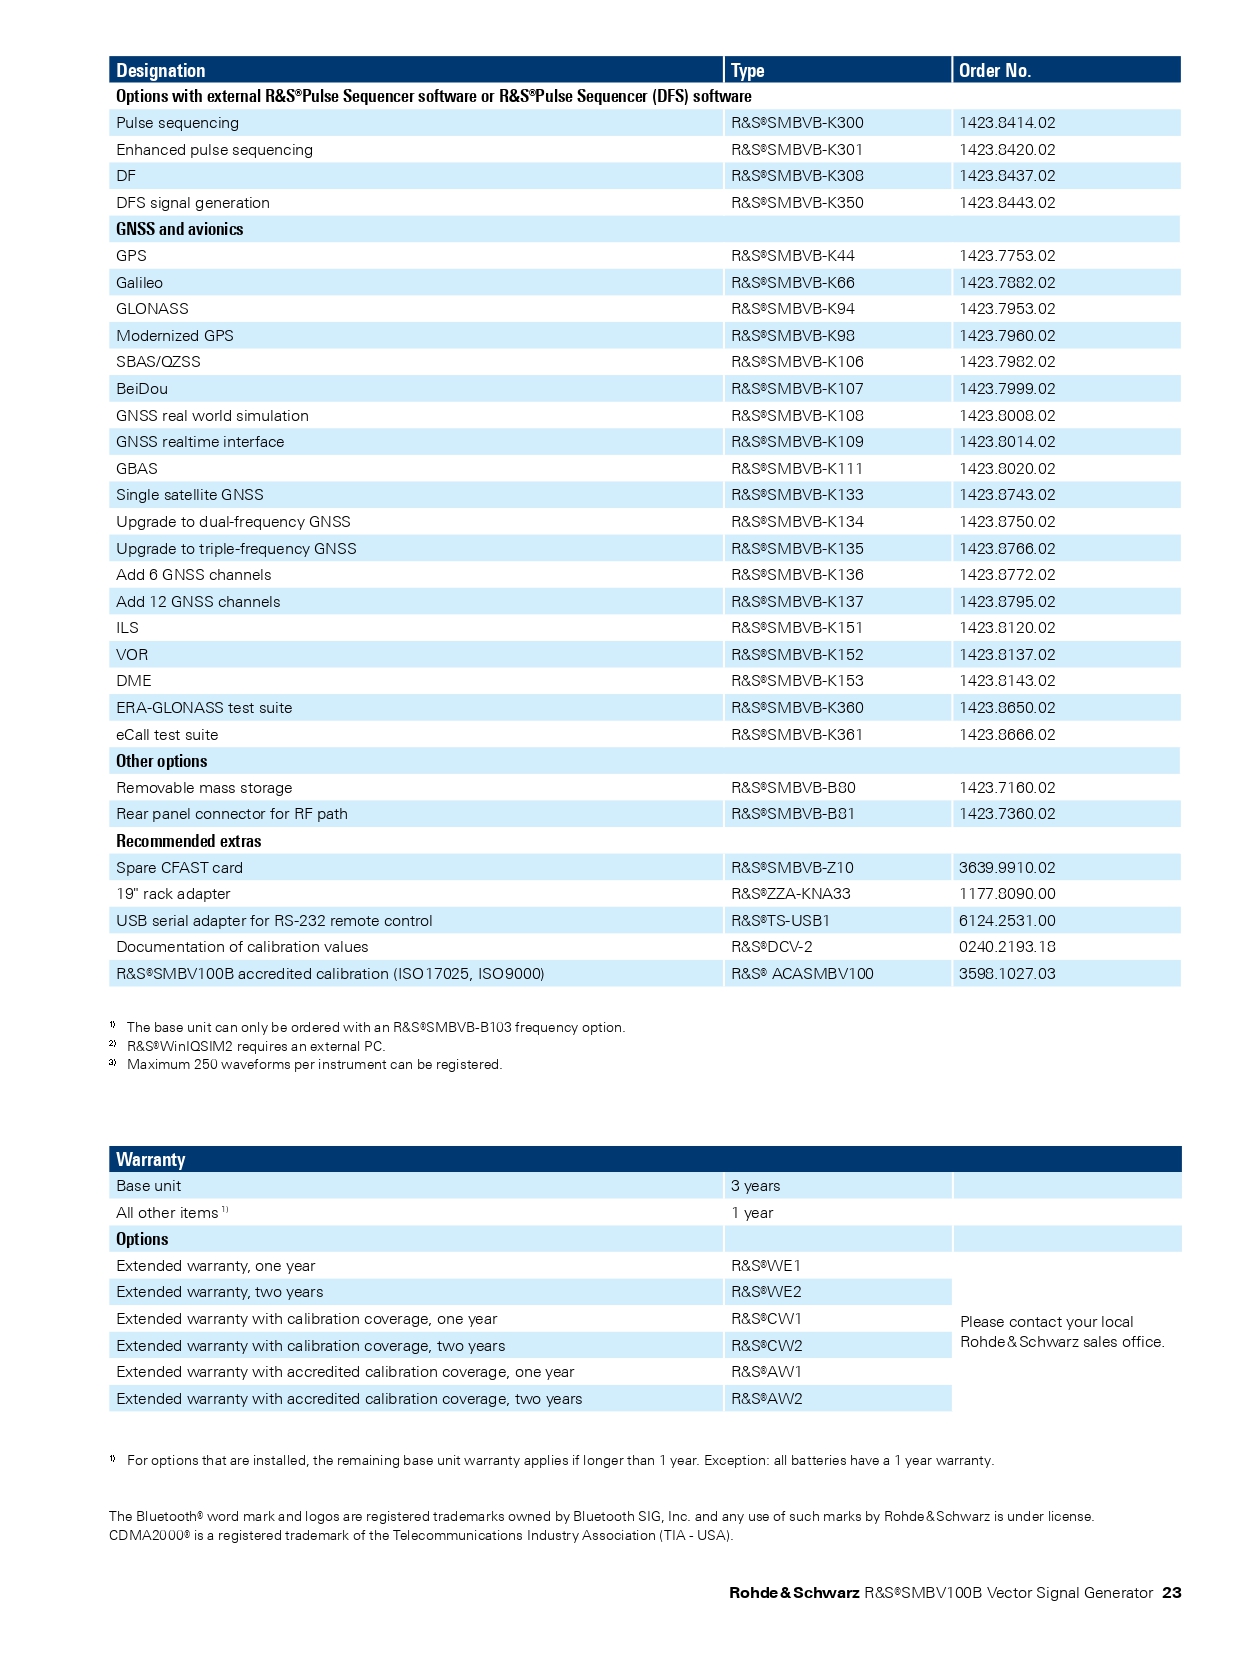 Designation Type Order No.
Options with external R&S®Pulse Sequencer software or R&S®Pulse Sequencer (DFS) software
Pulse sequencing R&S®SMBVB-K300 1423.8414.02
Enhanced pulse sequencing R&S®SMBVB-K301 1423.8420.02
DF R&S®SMBVB-K308 1423.8437.02
DFS signal generation R&S®SMBVB-K350 1423.8443.02
GNSS and avionics
GPS R&S®SMBVB-K44 1423.7753.02
Galileo R&S®SMBVB-K66 1423.7882.02
GLONASS R&S®SMBVB-K94 1423.7953.02
Modernized GPS R&S®SMBVB-K98 1423.7960.02
SBAS/QZSS R&S®SMBVB-K106 1423.7982.02
BeiDou R&S®SMBVB-K107 1423.7999.02
GNSS real world simulation R&S®SMBVB-K108 1423.8008.02
GNSS realtime interface R&S®SMBVB-K109 1423.8014.02
GBAS R&S®SMBVB-K111 1423.8020.02
Single satellite GNSS R&S®SMBVB-K133 1423.8743.02
Upgrade to dual-frequency GNSS R&S®SMBVB-K134 1423.8750.02
Upgrade to triple-frequency GNSS R&S®SMBVB-K135 1423.8766.02
Add 6 GNSS channels R&S®SMBVB-K136 1423.8772.02
Add 12 GNSS channels R&S®SMBVB-K137 1423.8795.02
ILS R&S®SMBVB-K151 1423.8120.02
VOR R&S®SMBVB-K152 1423.8137.02
DME R&S®SMBVB-K153 1423.8143.02
ERA-GLONASS test suite R&S®SMBVB-K360 1423.8650.02
eCall test suite R&S®SMBVB-K361 1423.8666.02
Other options
Removable mass storage R&S®SMBVB-B80 1423.7160.02
Rear panel connector for RF path R&S®SMBVB-B81 1423.7360.02
Recommended extras
Spare CFAST card R&S®SMBVB-Z10 3639.9910.02
19" rack adapter R&S®ZZA-KNA33 1177.8090.00
USB serial adapter for RS-232 remote control R&S®TS-USB1 6124.2531.00
Documentation of calibration values R&S®DCV-2 0240.2193.18
R&S®SMBV100B accredited calibration (ISO17025, ISO9000) R&S® ACASMBV100 3598.1027.03
1) The base unit can only be ordered with an R&S®SMBVB-B103 frequency option.
2) R&S®WinIQSIM2 requires an external PC.
3) Maximum 250 waveforms per instrument can be registered.
Warranty
Base unit 3 years
All other items 1) 1 year
Options
Extended warranty, one year R&S®WE1
Extended warranty, two years R&S®WE2
Extended warranty with calibration coverage, one year R&S®CW1
Please contact your local
Extended warranty with calibration coverage, two years R&S®CW2
Rohde & Schwarz sales office.
Extended warranty with accredited calibration coverage, one year R&S®AW1
Extended warranty with accredited calibration coverage, two years R&S®AW2
1) For options that are installed, the remaining base unit warranty applies if longer than 1 year. Exception: all batteries have a 1 year warranty.
The Bluetooth® word mark and logos are registered trademarks owned by Bluetooth SIG, Inc. and any use of such marks by Rohde & Schwarz is under license.
CDMA2000® is a registered trademark of the Telecommunications Industry Association (TIA - USA).
Rohde & Schwarz R&S®SMBV100B Vector Signal Generator 23